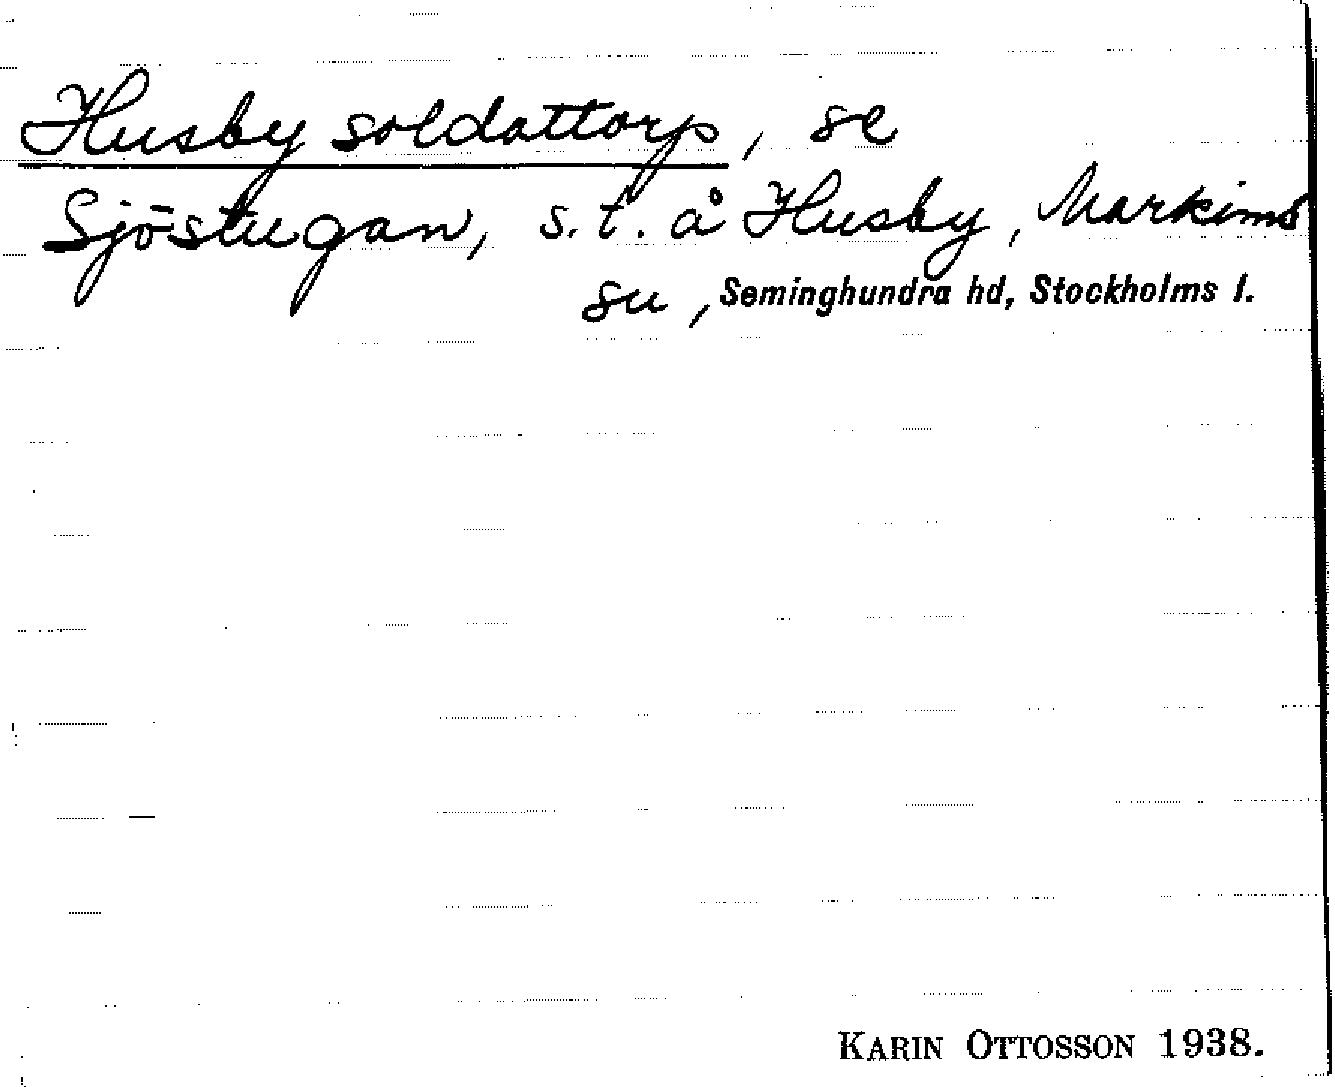 Husby soldattorp, se
Sjöstugan, s.t. å Husby, Markims
sn, Seminghundra hd, Stockholms l.
KARIN OTTOSSON 1938.